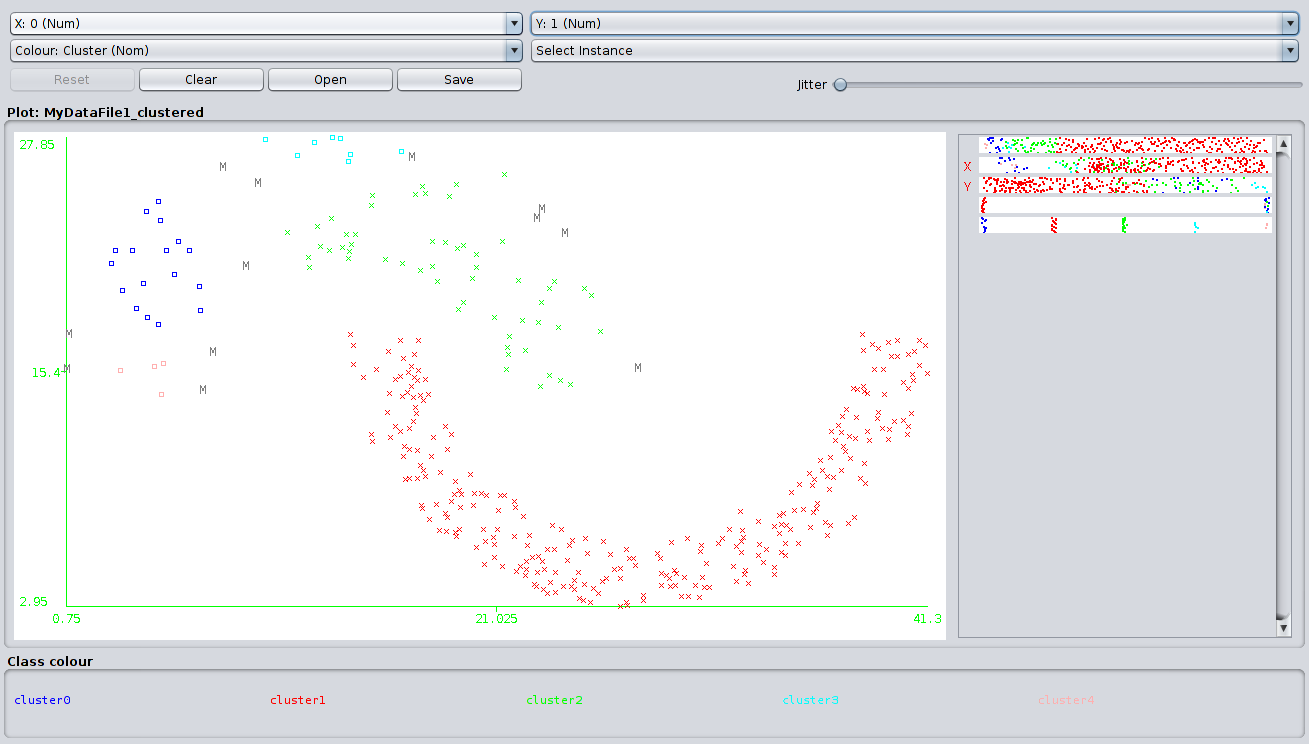 X: 0 (Num) Y: 1 (Num)
Colour: Cluster (Nom) Select Instance
Reset Clear Open Save Jitter
Plot: MyDataFile1_clustered
27.85
M M
M
X
M
Y
M
M
M
M
M
M
15.4 M M
M
2.95
0.75 21.025 41.3
Class colour
cluster0 cluster1 cluster2 cluster3 cluster4